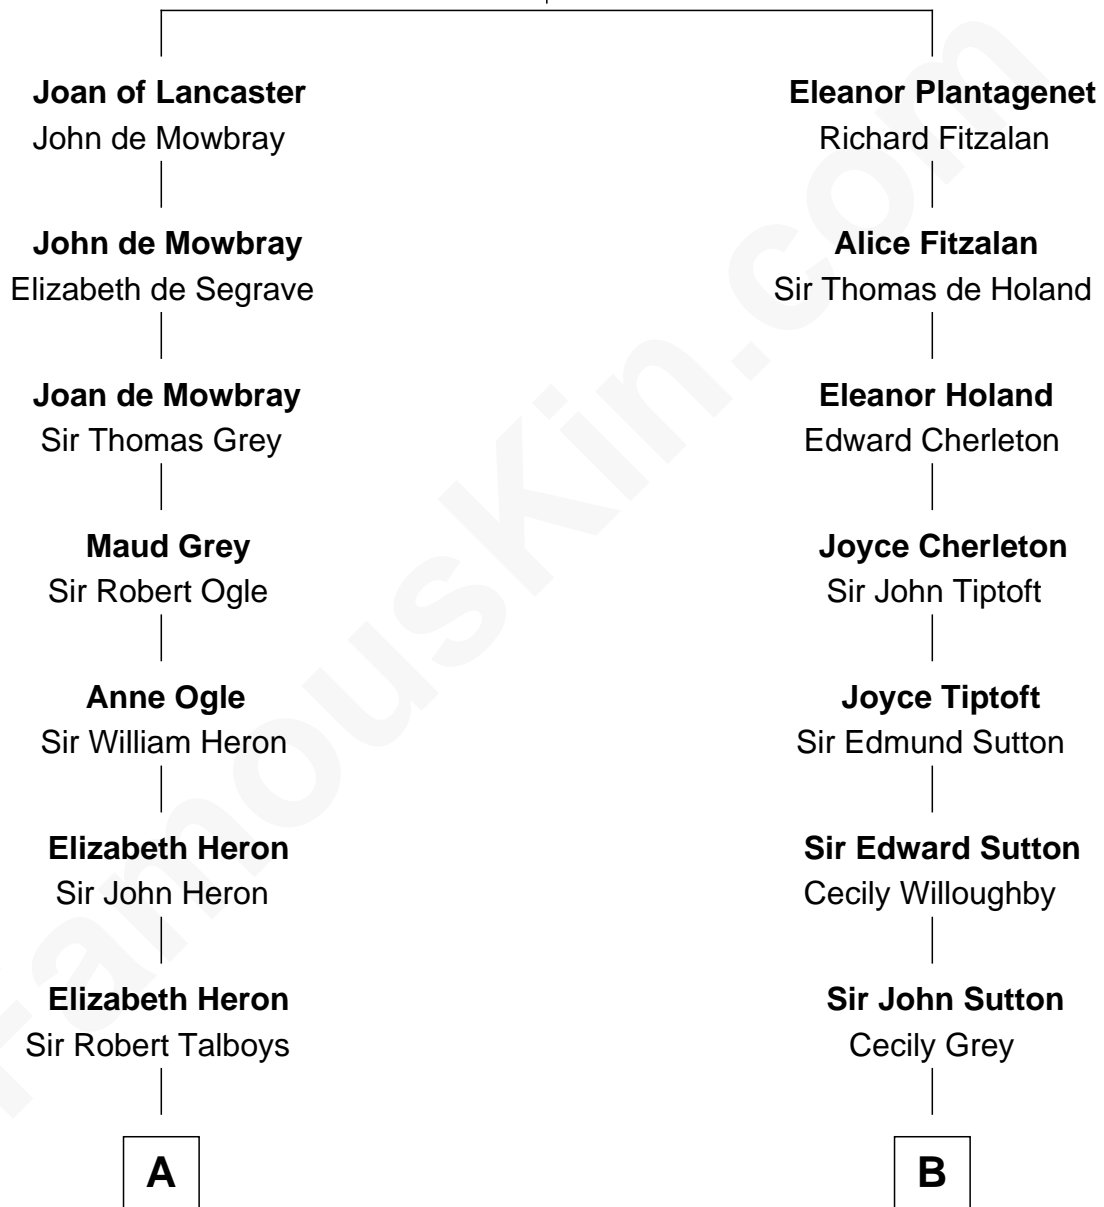 Joan of Lancaster
John de Mowbray
John de Mowbray
Elizabeth de Segrave
Joan de Mowbray
Sir Thomas Grey
Maud Grey
Sir Robert Ogle
Anne Ogle
Sir William Heron
Elizabeth Heron
Sir John Heron
Elizabeth Heron
Sir Robert Talboys
A
Eleanor Plantagenet
Richard Fitzalan
Alice Fitzalan
Sir Thomas de Holand
Eleanor Holand
Edward Cherleton
Joyce Cherleton
Sir John Tiptoft
Joyce Tiptoft
Sir Edmund Sutton
Sir Edward Sutton
Cecily Willoughby
Sir John Sutton
Cecily Grey
B
FamousKin.com